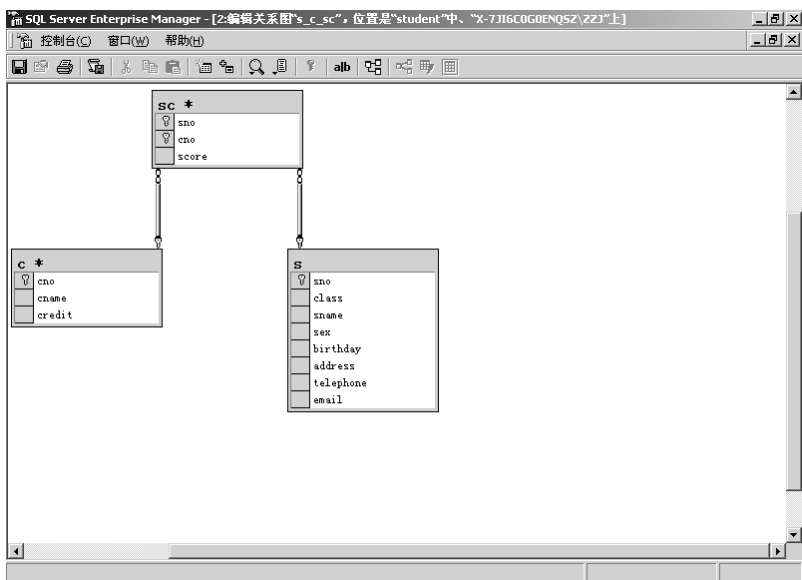 SQL Server Enterprise Manager - [2:编辑关系图“s_c_sc”，位置是“student”中、“X-7JI6C0G0ENQSZ\ZZJ”上]
控制台(C) 窗口(W) 帮助(H)
a|b
sc *
sno
cno
score
c *
cno
cname
credit
s
sno
class
sname
sex
birthday
address
telephone
email